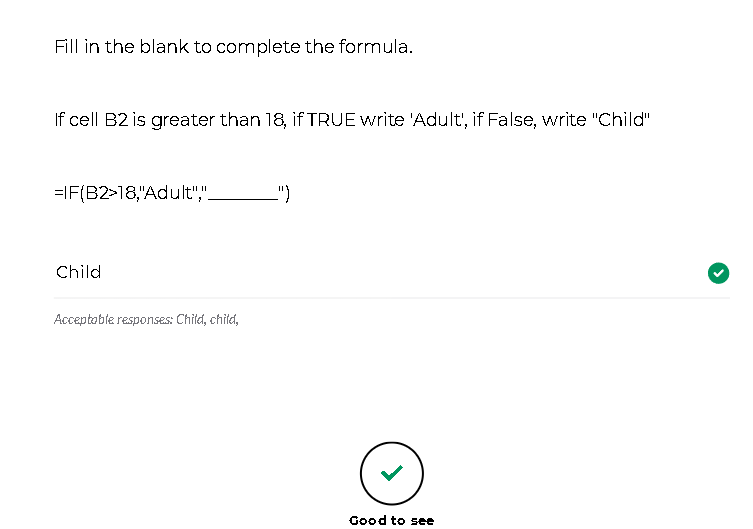 Fill in the blank to complete the formula.
If cell B2 is greater than 18, if TRUE write 'Adult', if False, write "Child"
=IF(B2>18,"Adult","________")
Child
Acceptable responses: Child, child,
Good to see